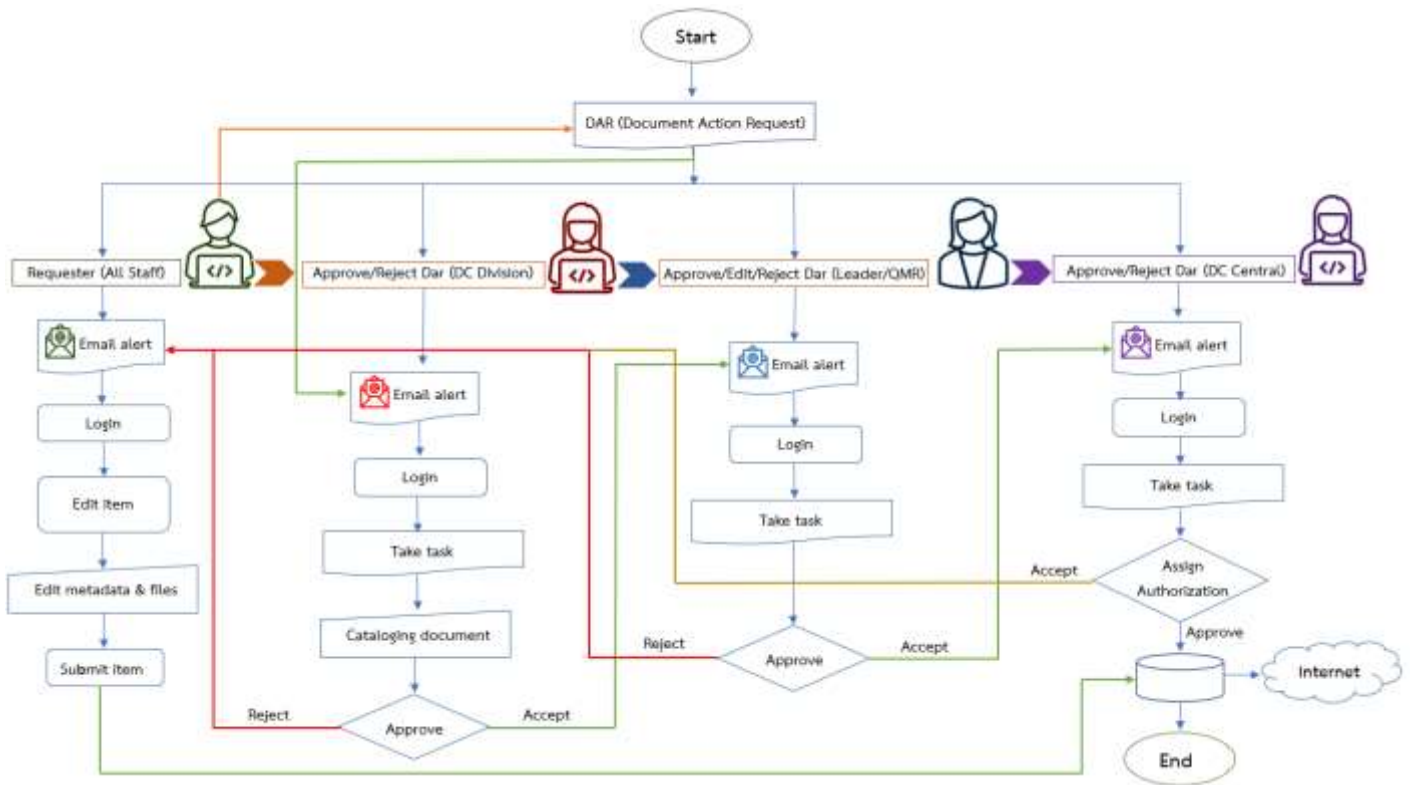 Start
DAR (Document Action Request)
Requester (All Staff)
</>
Approve/Reject Dar (DC Division)
</>
Approve/Edit/Reject Dar (Leader/QMR)
Approve/Reject Dar (DC Central)
</>
Email alert
Login
Edit item
Edit metadata & files
Submit item
Email alert
Login
Take task
Cataloging document
Approve
Reject
Accept
Email alert
Login
Take task
Approve
Reject
Accept
Email alert
Login
Take task
Assign
Authorization
Accept
Approve
Internet
End